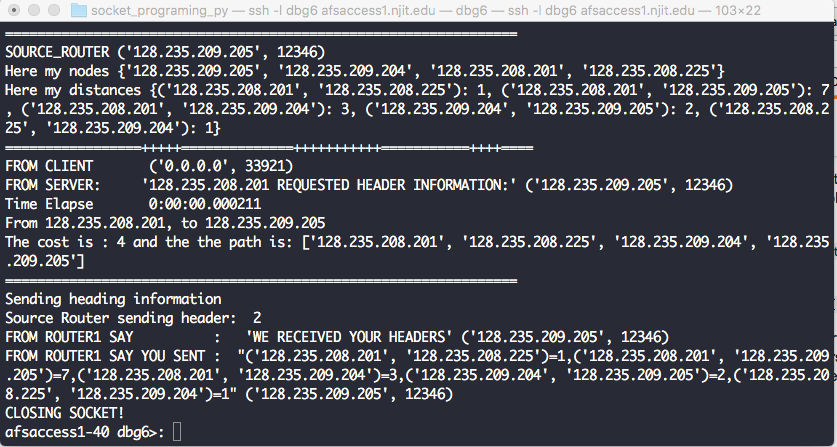 socket_programing_py — ssh -l dbg6 afsaccess1.njit.edu — dbg6 — ssh -l dbg6 afsaccess1.njit.edu — 103×22
==============================================================
SOURCE_ROUTER ('128.235.209.205', 12346)
Here my nodes {'128.235.209.205', '128.235.209.204', '128.235.208.201', '128.235.208.225'}
Here my distances {('128.235.208.201', '128.235.208.225'): 1, ('128.235.208.201', '128.235.209.205'): 7
, ('128.235.208.201', '128.235.209.204'): 3, ('128.235.209.204', '128.235.209.205'): 2, ('128.235.208.2
25', '128.235.209.204'): 1}
=================+++++==============+++++++++++===========++++====
FROM CLIENT       ('0.0.0.0', 33921)
FROM SERVER:     '128.235.208.201 REQUESTED HEADER INFORMATION:' ('128.235.209.205', 12346)
Time Elapse      0:00:00.000211
From 128.235.208.201, to 128.235.209.205
The cost is : 4 and the the path is: ['128.235.208.201', '128.235.208.225', '128.235.209.204', '128.235
.209.205']
==============================================================
Sending heading information
Source Router sending header:  2
FROM ROUTER1 SAY          :   'WE RECEIVED YOUR HEADERS' ('128.235.209.205', 12346)
FROM ROUTER1 SAY YOU SENT :  "('128.235.208.201', '128.235.208.225')=1,('128.235.208.201', '128.235.209
.205')=7,('128.235.208.201', '128.235.209.204')=3,('128.235.209.204', '128.235.209.205')=2,('128.235.20
8.225', '128.235.209.204')=1" ('128.235.209.205', 12346)
CLOSING SOCKET!
afsaccess1-40 dbg6>: